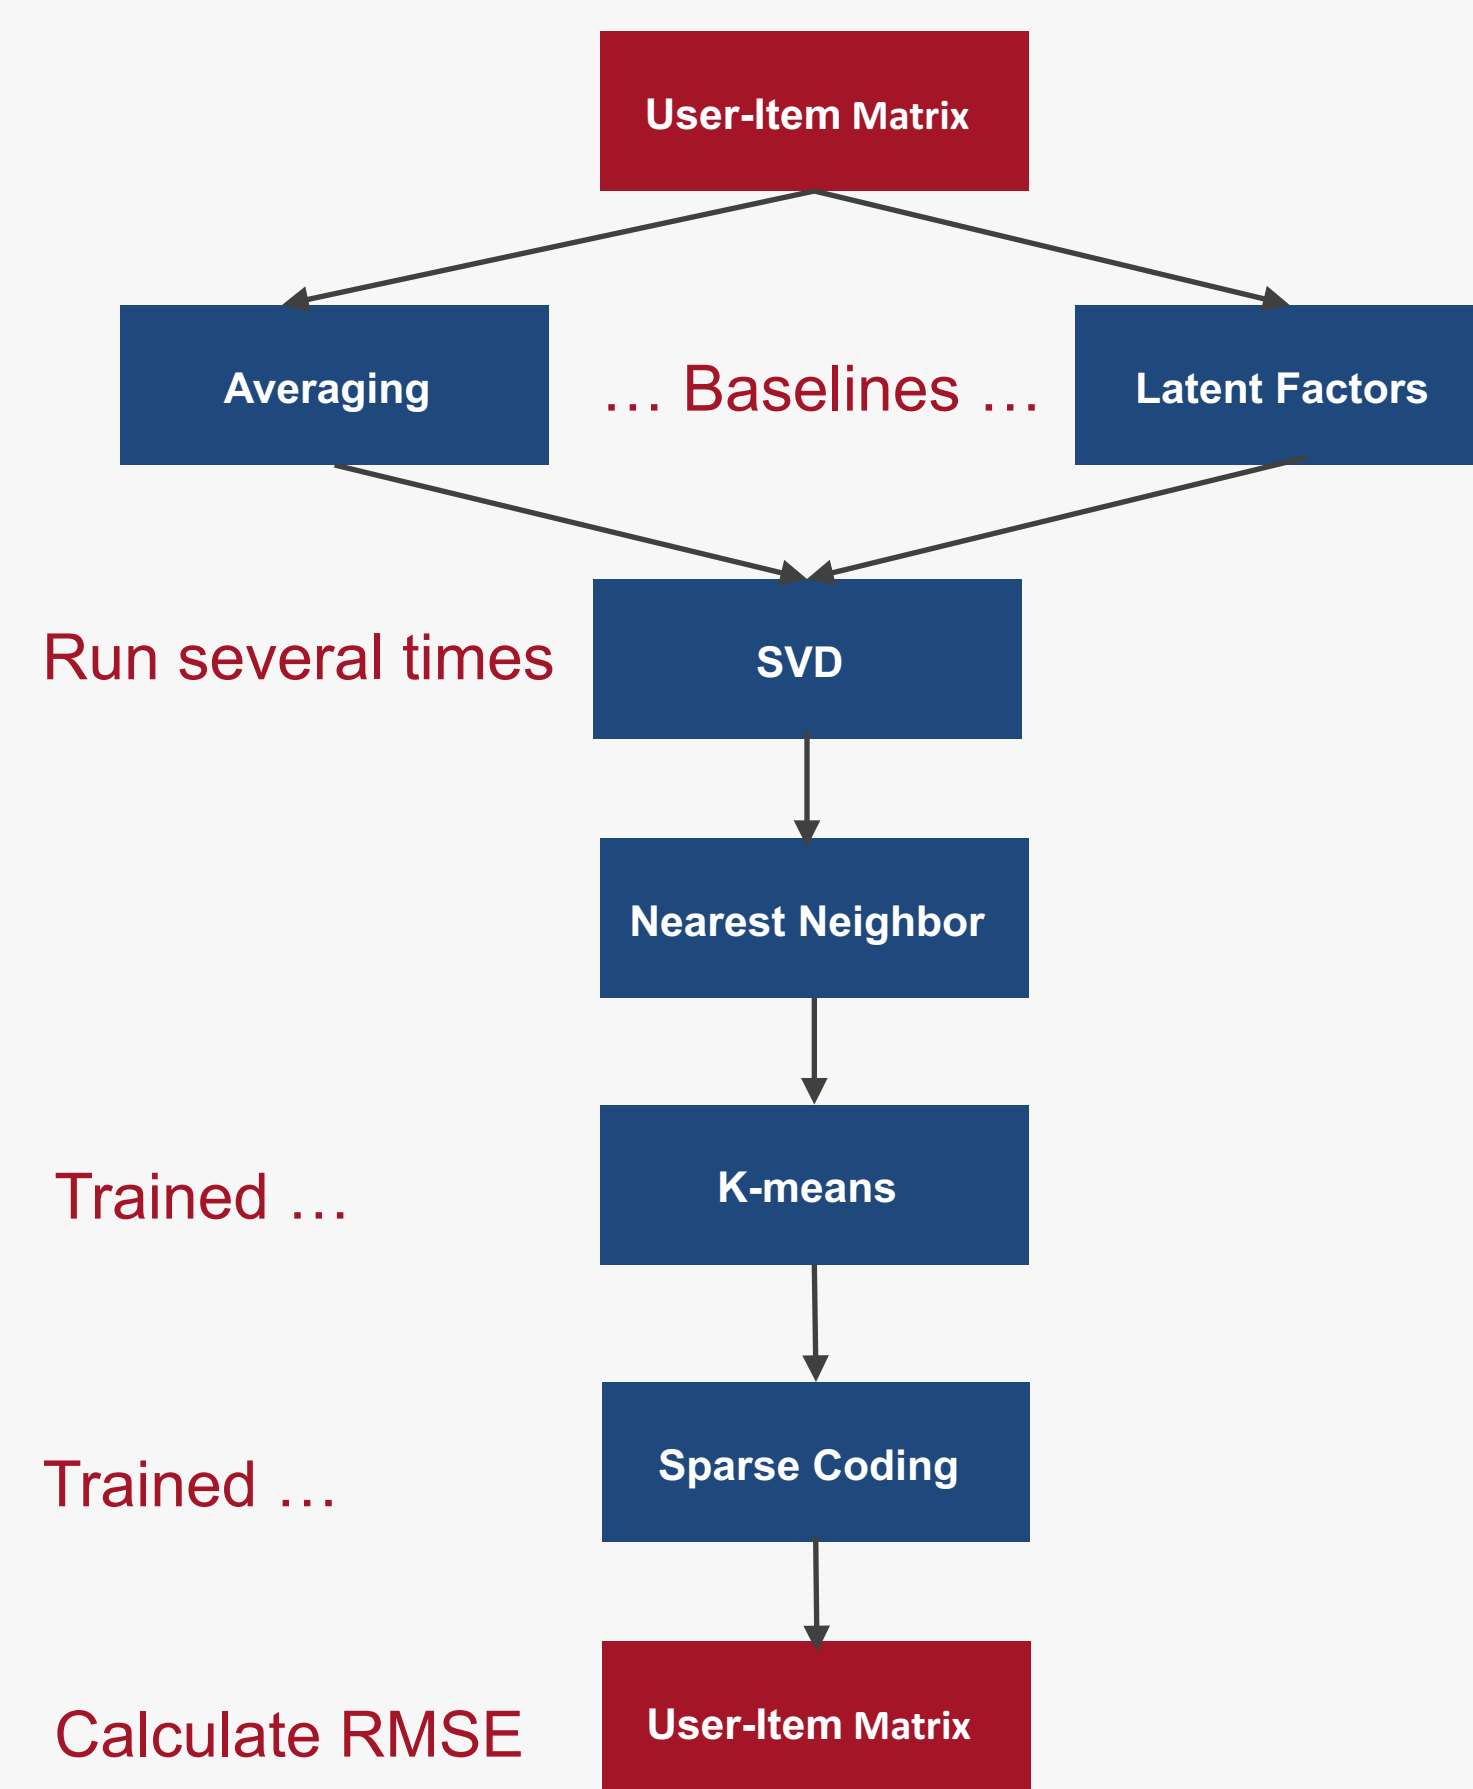 User-Item Matrix
Averaging
… Baselines …
Latent Factors
Run several times
SVD
Nearest Neighbor
K-means
Trained …
Sparse Coding
Trained …
User-Item Matrix
Calculate RMSE